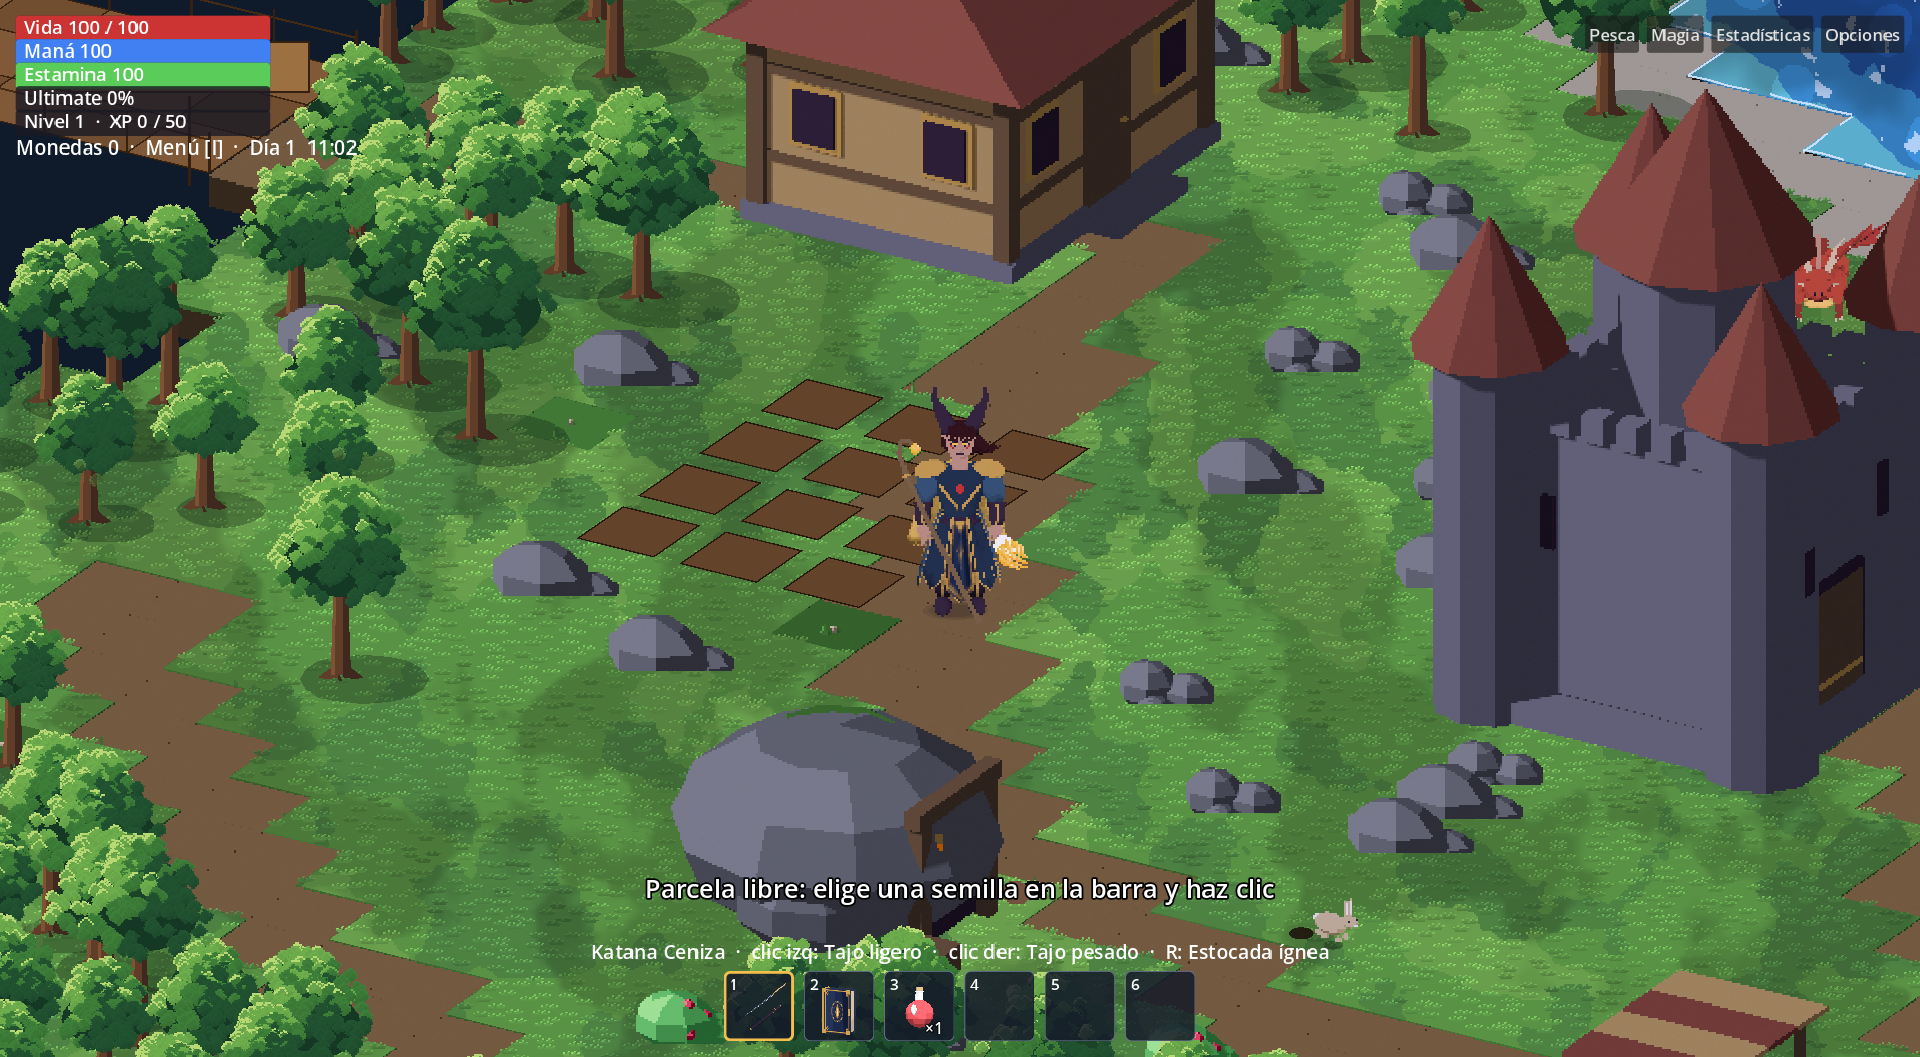 Vida 100 / 100
Maná 100
Estamina 100
Ultimate 0%
Nivel 1 · XP 0 / 50
Monedas 0 · Menú [I] · Día 1 11:02
Pesca Magia Estadísticas Opciones
Parcela libre: elige una semilla en la barra y haz clic
Katana Ceniza · clic izq: Tajo ligero · clic der: Tajo pesado · R: Estocada ígnea
1 2 3 4 5 6
×1